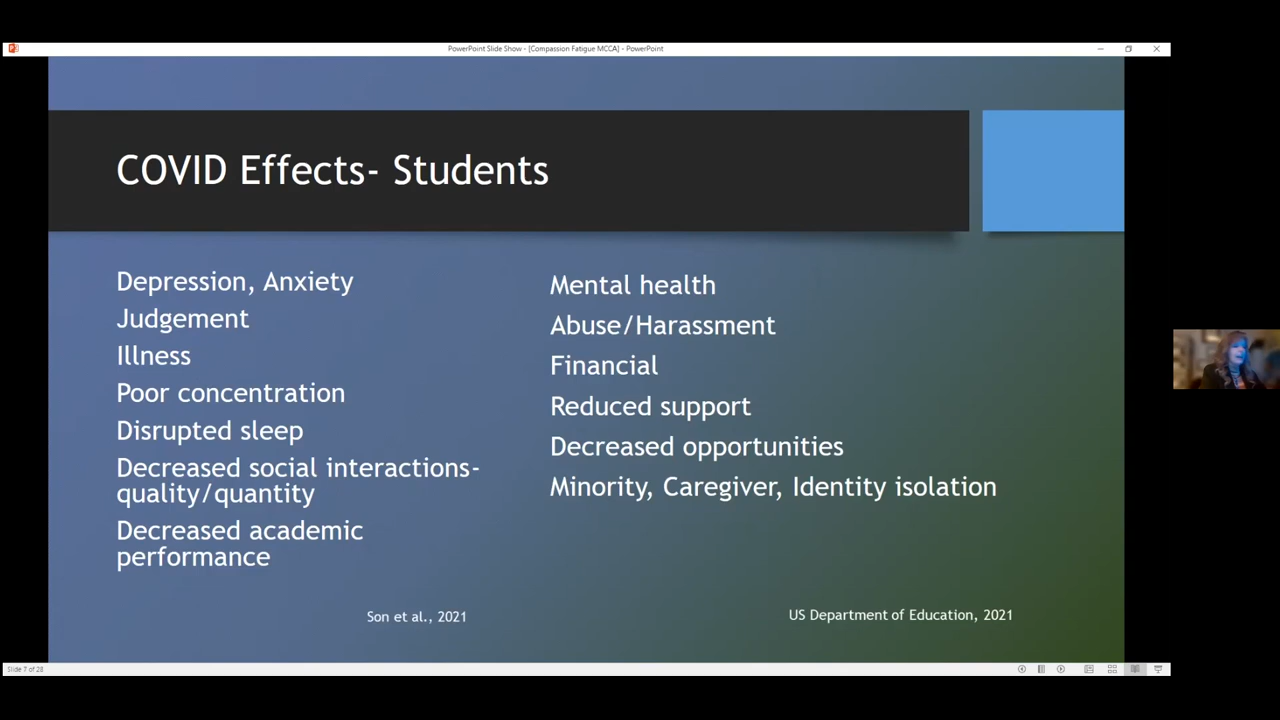 PowerPoint Slide Show - [Compassion Fatigue MCCA] - PowerPoint
COVID Effects- Students
Depression, Anxiety
Judgement
Illness
Poor concentration
Disrupted sleep
Decreased social interactions-
quality/quantity
Decreased academic
performance
Son et al., 2021
Mental health
Abuse/Harassment
Financial
Reduced support
Decreased opportunities
Minority, Caregiver, Identity isolation
US Department of Education, 2021
Slide 7 of 28